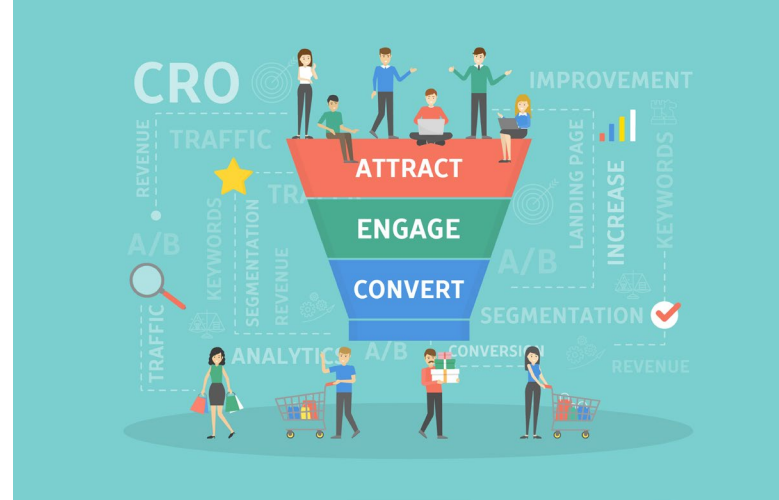 CRO
IMPROVEMENT
REVENUE
TRAFFIC
ATTRACT
TRAFFIC
KEYWORDS
SEGMENTATION
REVENUE
A/B
TRAFFIC
ENGAGE
CONVERT
LANDING PAGE
INCREASE
KEYWORDS
A/B
SEGMENTATION
ANALYTICS
A/B
CONVERSION
REVENUE